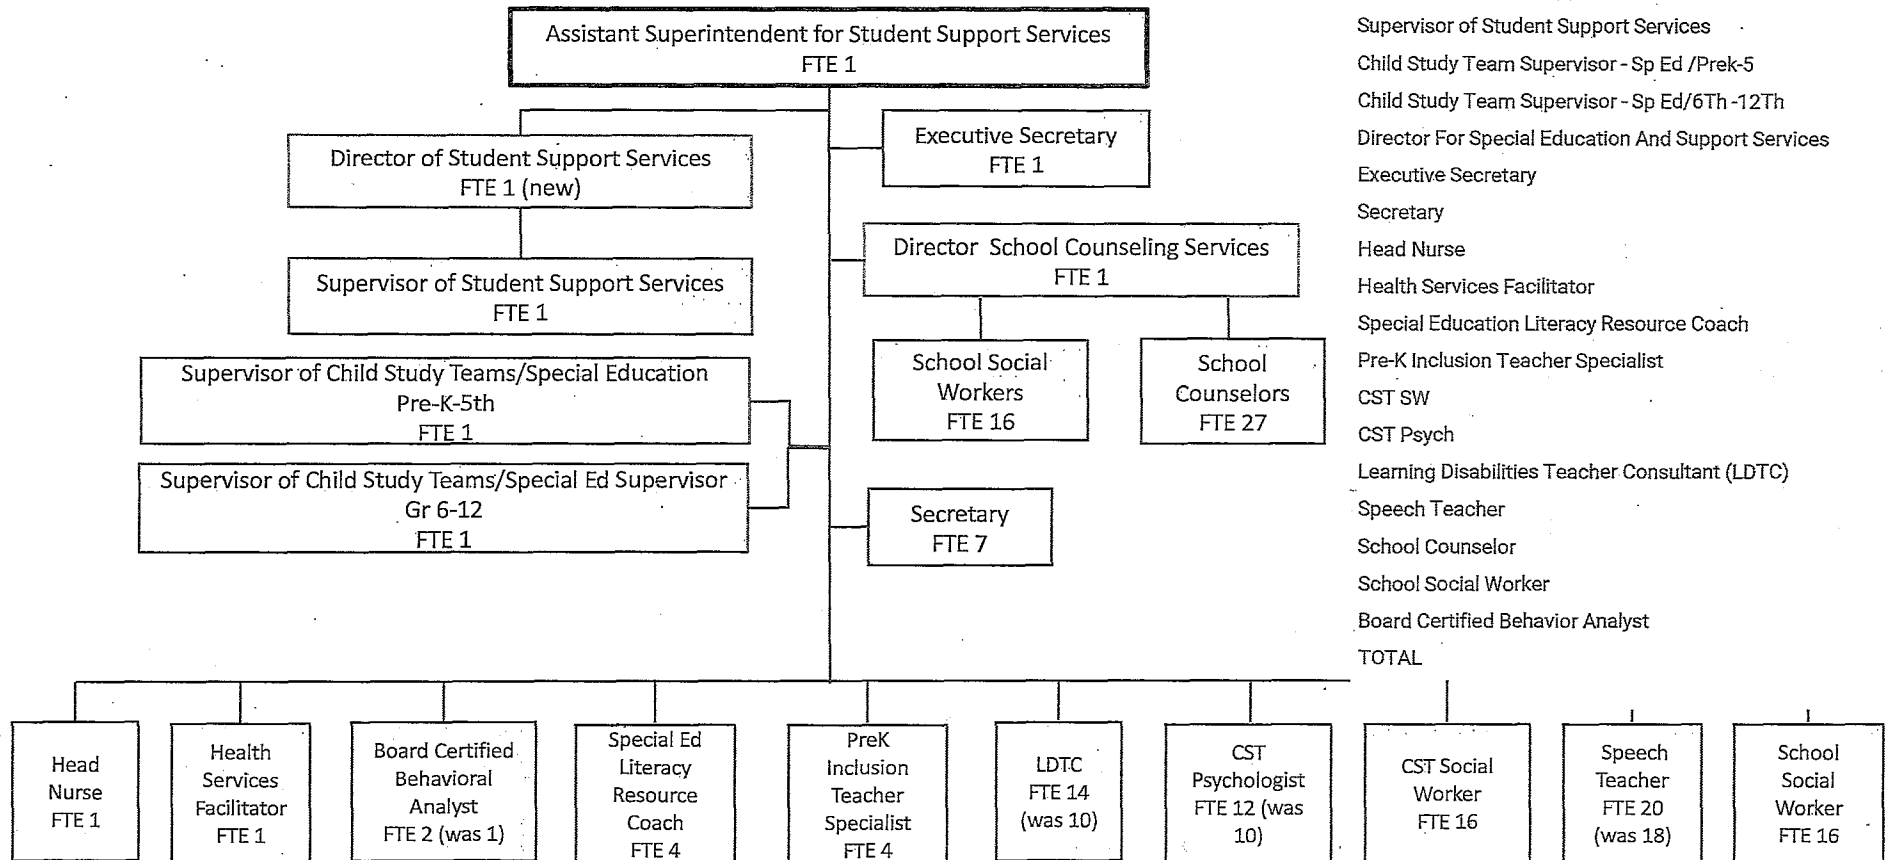 Assistant Superintendent for Student Support Services
FTE 1
Executive Secretary
FTE 1
Director of Student Support Services
FTE 1 (new)
Director School Counseling Services
FTE 1
Supervisor of Student Support Services
FTE 1
School Social
Workers
FTE 16
School
Counselors
FTE 27
Supervisor of Child Study Teams/Special Education
Pre-K-5th
FTE 1
Supervisor of Child Study Teams/Special Ed Supervisor
Gr 6-12
FTE 1
Secretary
FTE 7
Supervisor of Student Support Services
Child Study Team Supervisor - Sp Ed /Prek-5
Child Study Team Supervisor - Sp Ed/6Th -12Th
Director For Special Education And Support Services
Executive Secretary
Secretary
Head Nurse
Health Services Facilitator
Special Education Literacy Resource Coach
Pre-K Inclusion Teacher Specialist
CST SW
CST Psych
Learning Disabilities Teacher Consultant (LDTC)
Speech Teacher
School Counselor
School Social Worker
Board Certified Behavior Analyst
TOTAL
Head
Nurse
FTE 1
Health
Services
Facilitator
FTE 1
Board Certified
Behavioral
Analyst
FTE 2 (was 1)
Special Ed
Literacy
Resource
Coach
FTE 4
PreK
Inclusion
Teacher
Specialist
FTE 4
LDTC
FTE 14
(was 10)
CST
Psychologist
FTE 12 (was
10)
CST Social
Worker
FTE 16
Speech
Teacher
FTE 20
(was 18)
School
Social
Worker
FTE 16